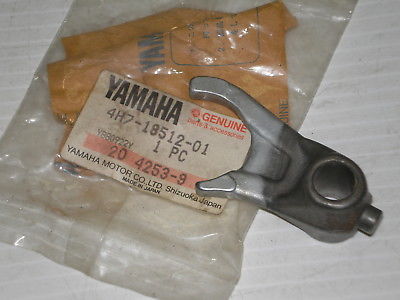 YAMAHA
GENUINE
Parts & accessories
4H7-18512-01
1 PC
20 4253-9
YAMAHA MOTOR CO., LTD. Shizuoka Japan
MADE IN JAPAN